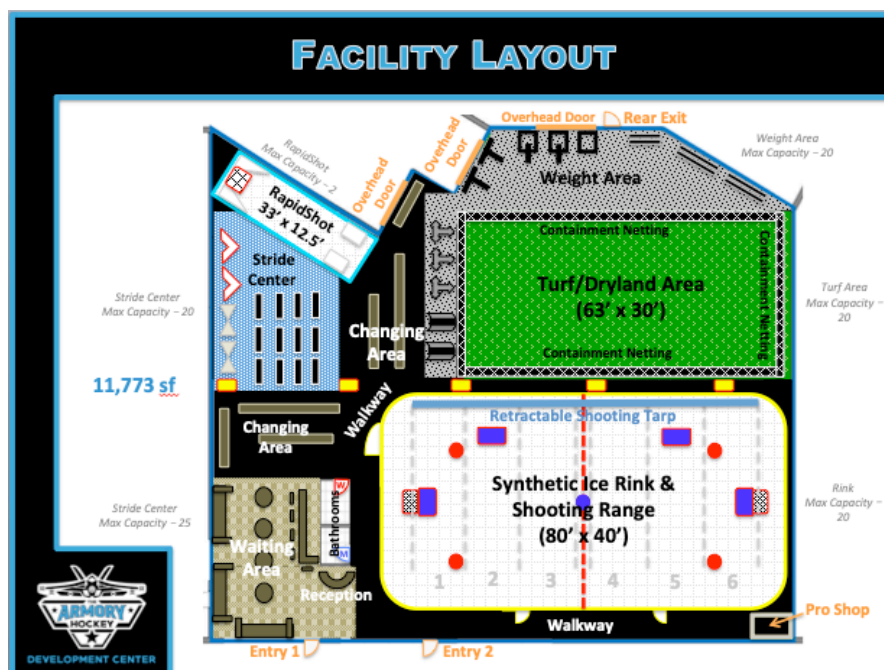 FACILITY LAYOUT
Overhead Door
Rear Exit
RapidShot
Max Capacity – 2
Overhead
Door
Overhead
Door
Weight Area
Max Capacity – 20
Weight Area
RapidShot
33' x 12.5'
Containment Netting
Stride
Center
Turf/Dryland Area
(63' x 30')
Containment Netting
Stride Center
Max Capacity – 20
Turf Area
Max Capacity –
20
Changing
Area
Containment Netting
11,773 sf
Walkway
Retractable Shooting Tarp
Changing
Area
Synthetic Ice Rink &
Shooting Range
(80' x 40')
Rink
Max Capacity –
20
Stride Center
Max Capacity – 25
W
Bathrooms
M
Waiting
Area
1 2 3 4 5 6
Reception
Pro Shop
Walkway
Entry 1
Entry 2
ARMORY
HOCKEY
DEVELOPMENT CENTER